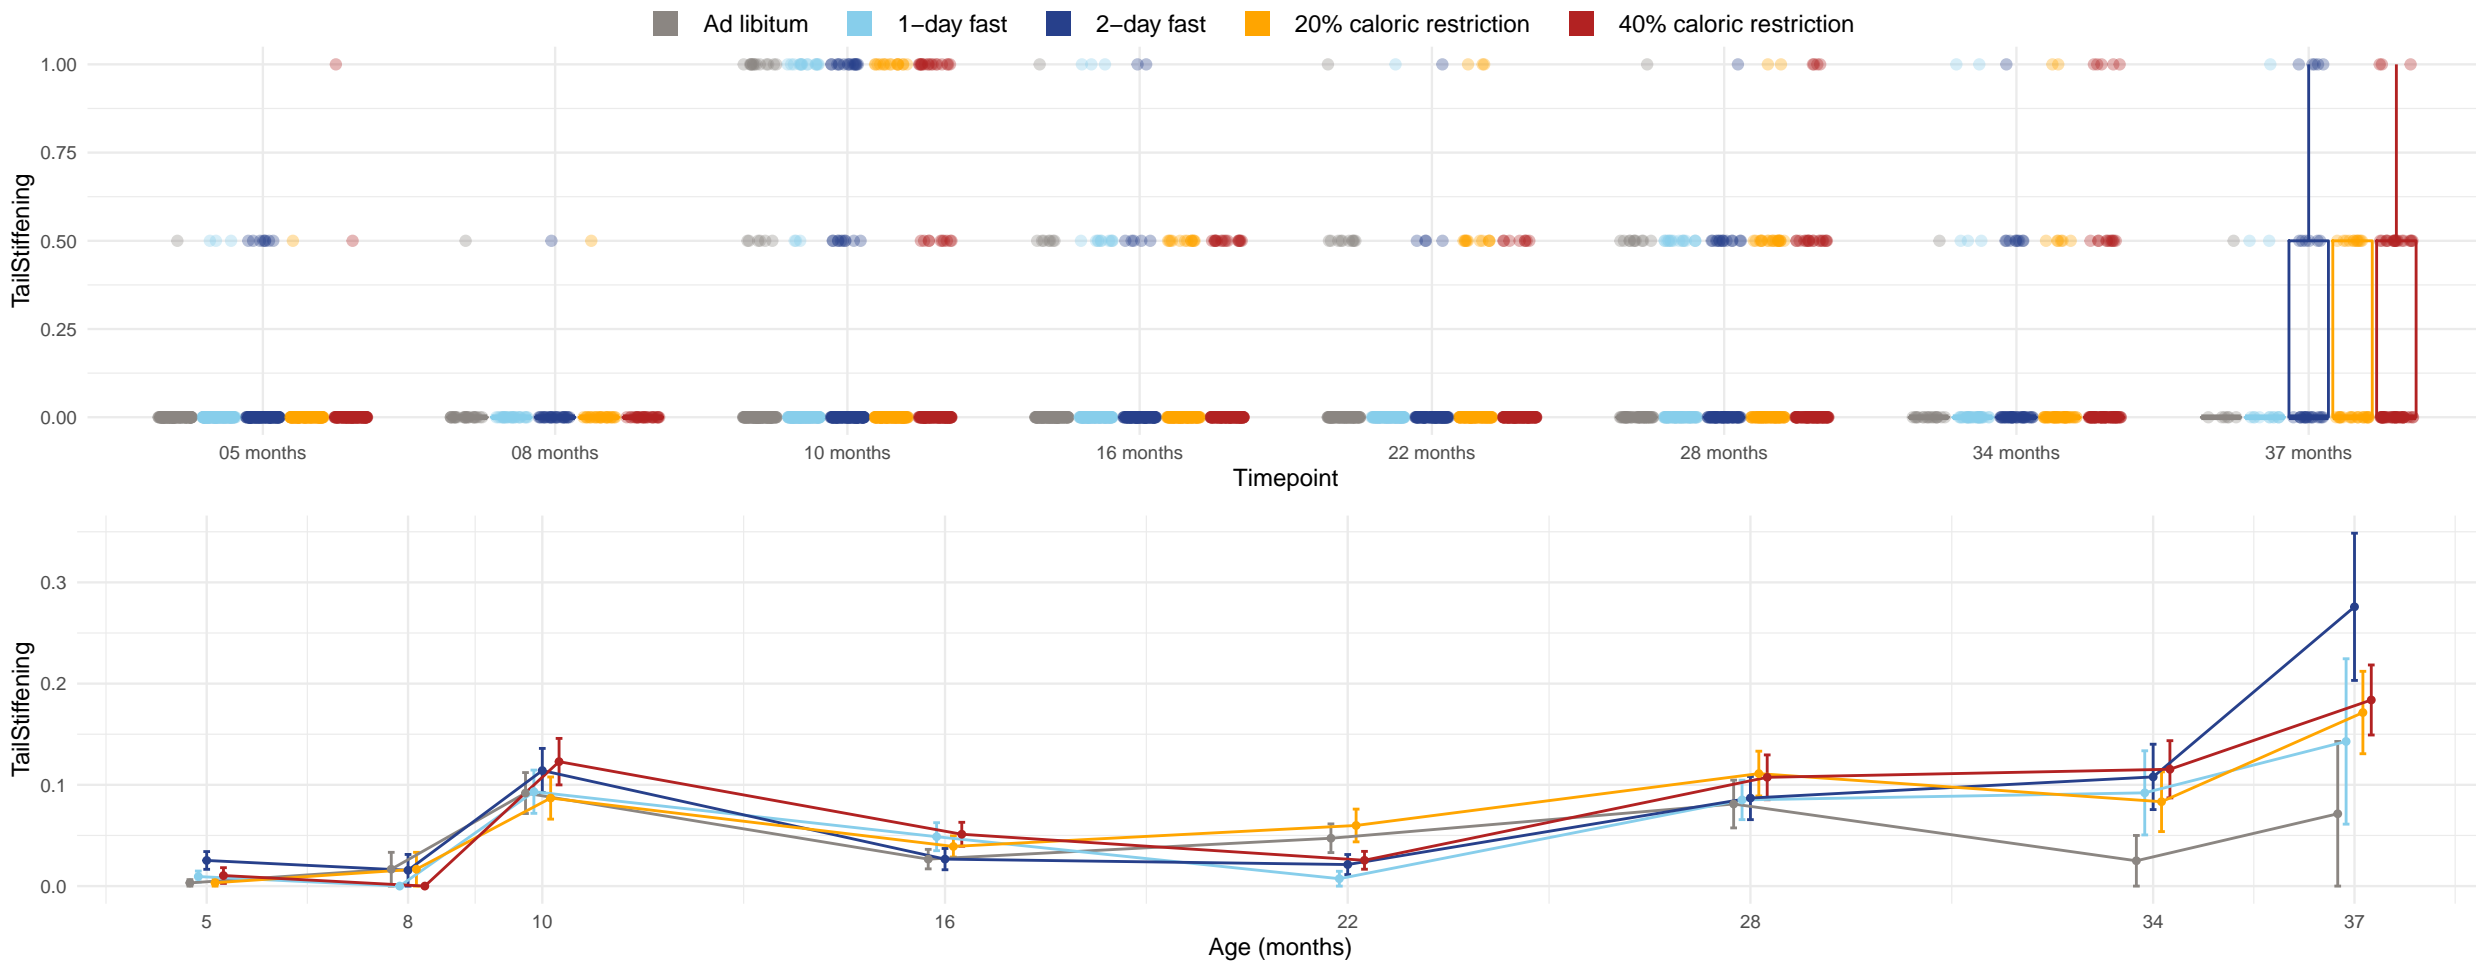 Ad libitum 1−day fast 2−day fast 20% caloric restriction 40% caloric restriction
1.00
0.75
0.50
0.25
0.00
TailStiffening
05 months 08 months 10 months 16 months 22 months 28 months 34 months 37 months
Timepoint
0.3
0.2
0.1
0.0
TailStiffening
5 8 10 16 22 28 34 37
Age (months)